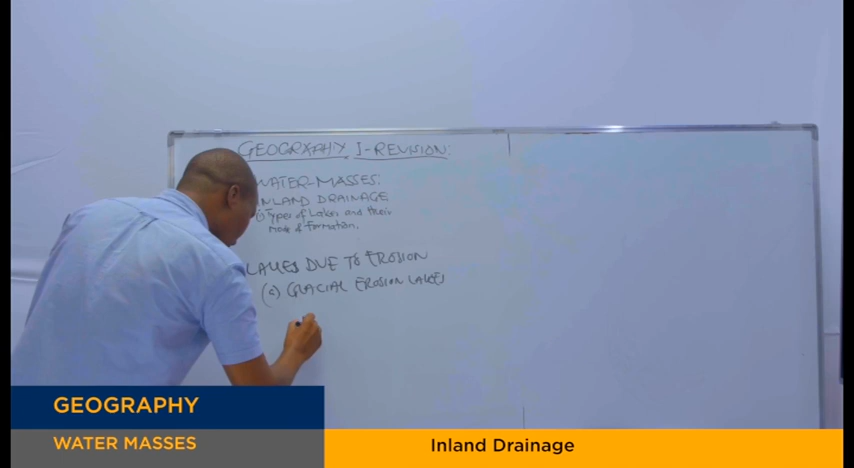 GEOGRAPHY I-REVISION:
WATER-MASSES:
INLAND DRAINAGE
Types of Lakes and their
mode of Formation.
LAKES DUE TO EROSION
(a) GLACIAL EROSION LAKES
GEOGRAPHY
WATER MASSES
Inland Drainage